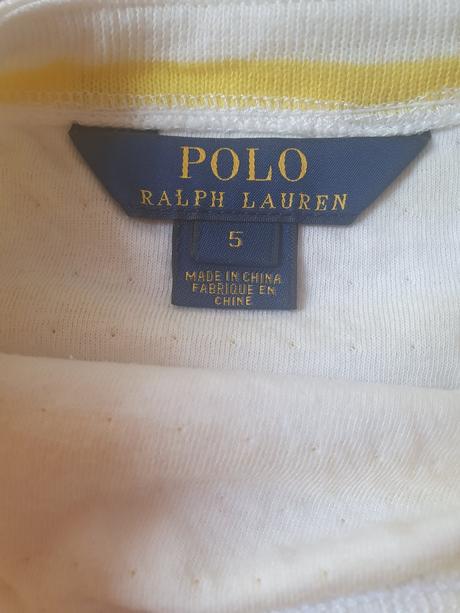 POLO
RALPH LAUREN
5
MADE IN CHINA
FABRIQUE EN
CHINE